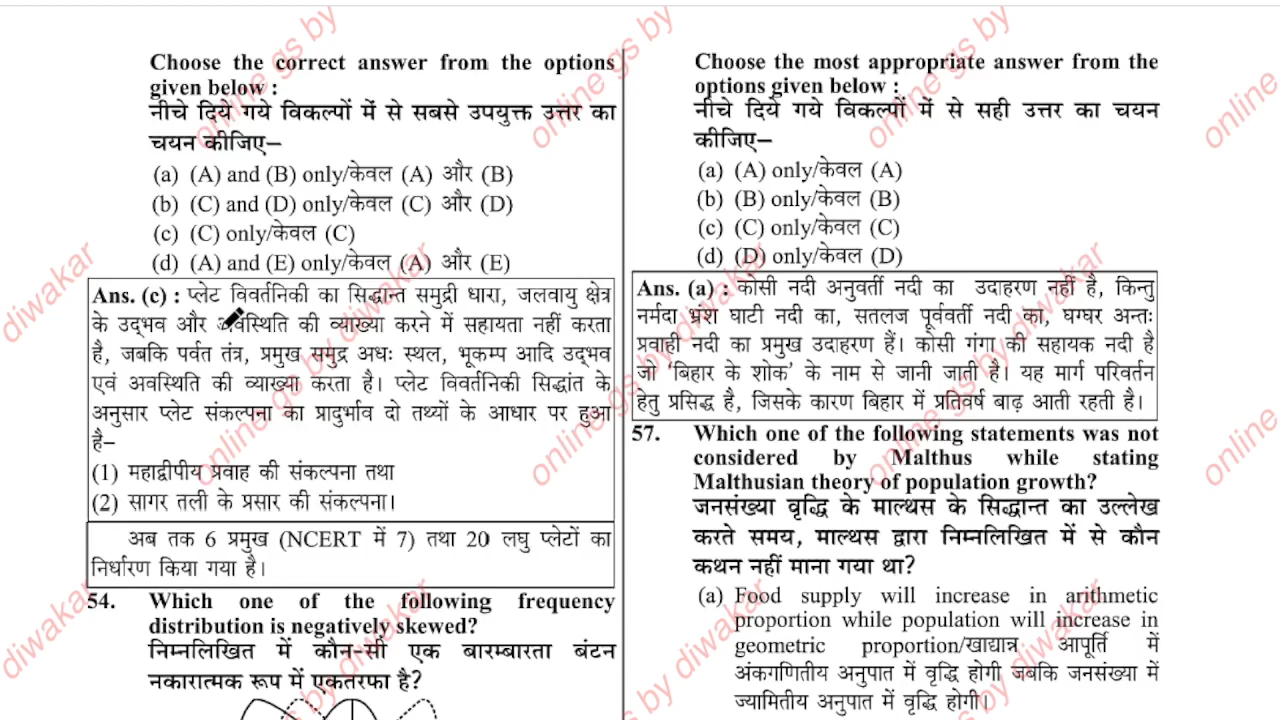 Choose the correct answer from the options
given below :
नीचे दिये गये विकल्पों में से सबसे उपयुक्त उत्तर का
चयन कीजिए–
(a) (A) and (B) only/केवल (A) और (B)
(b) (C) and (D) only/केवल (C) और (D)
(c) (C) only/केवल (C)
(d) (A) and (E) only/केवल (A) और (E)
Ans. (c) : प्लेट विवर्तनिकी का सिद्धान्त समुद्री धारा, जलवायु क्षेत्र
के उद्भव और अवस्थिति की व्याख्या करने में सहायता नहीं करता
है, जबकि पर्वत तंत्र, प्रमुख समुद्र अधः स्थल, भूकम्प आदि उद्भव
एवं अवस्थिति की व्याख्या करता है। प्लेट विवर्तनिकी सिद्धांत के
अनुसार प्लेट संकल्पना का प्रादुर्भाव दो तथ्यों के आधार पर हुआ
है–
(1) महाद्वीपीय प्रवाह की संकल्पना तथा
(2) सागर तली के प्रसार की संकल्पना।
अब तक 6 प्रमुख (NCERT में 7) तथा 20 लघु प्लेटों का
निर्धारण किया गया है।
54. Which one of the following frequency
distribution is negatively skewed?
निम्नलिखित में कौन-सी एक बारम्बारता बंटन
नकारात्मक रूप में एकतरफा है?
Choose the most appropriate answer from the
options given below :
नीचे दिये गये विकल्पों में से सही उत्तर का चयन
कीजिए–
(a) (A) only/केवल (A)
(b) (B) only/केवल (B)
(c) (C) only/केवल (C)
(d) (D) only/केवल (D)
Ans. (a) : कोसी नदी अनुवर्ती नदी का उदाहरण नहीं है, किन्तु
नर्मदा भ्रंश घाटी नदी का, सतलज पूर्ववर्ती नदी का, घग्घर अन्तः
प्रवाही नदी का प्रमुख उदाहरण हैं। कोसी गंगा की सहायक नदी है
जो ‘बिहार के शोक’ के नाम से जानी जाती है। यह मार्ग परिवर्तन
हेतु प्रसिद्ध है, जिसके कारण बिहार में प्रतिवर्ष बाढ़ आती रहती है।
57. Which one of the following statements was not
considered by Malthus while stating
Malthusian theory of population growth?
जनसंख्या वृद्धि के माल्थस के सिद्धान्त का उल्लेख
करते समय, माल्थस द्वारा निम्नलिखित में से कौन
कथन नहीं माना गया था?
(a) Food supply will increase in arithmetic
proportion while population will increase in
geometric proportion/खाद्यान्न आपूर्ति में
अंकगणितीय अनुपात में वृद्धि होगी जबकि जनसंख्या में
ज्यामितीय अनुपात में वृद्धि होगी।
online gs by diwakar